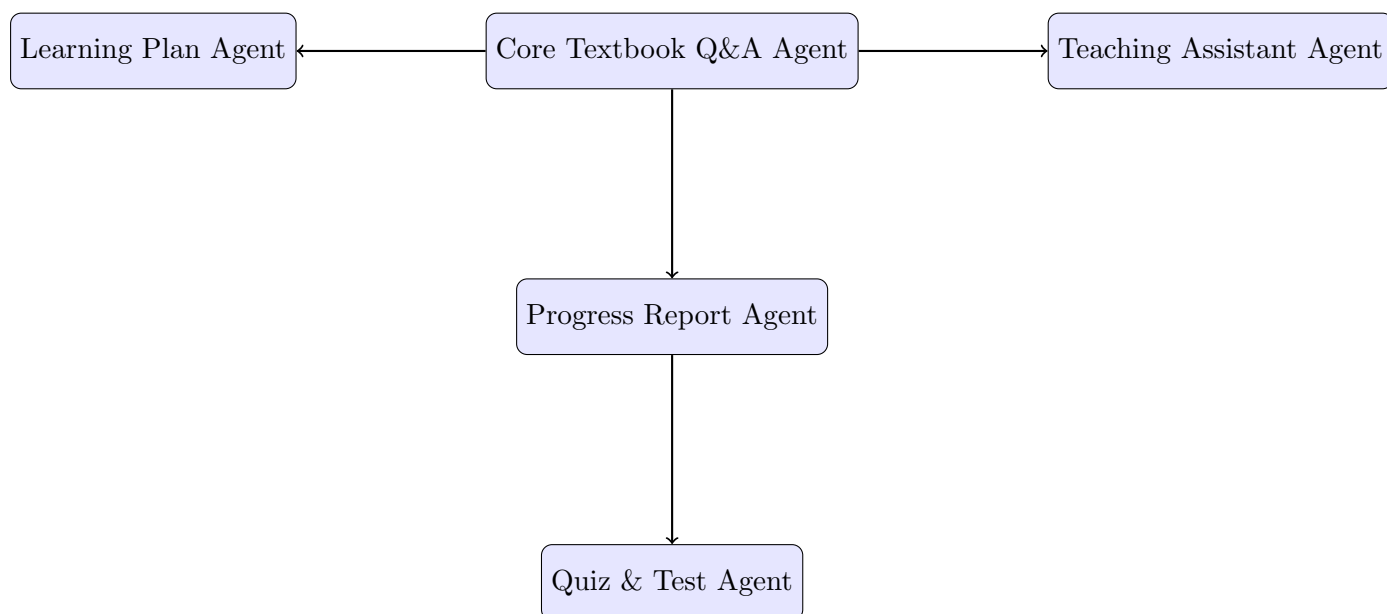 Learning Plan Agent
Core Textbook Q&A Agent
Teaching Assistant Agent
Progress Report Agent
Quiz & Test Agent